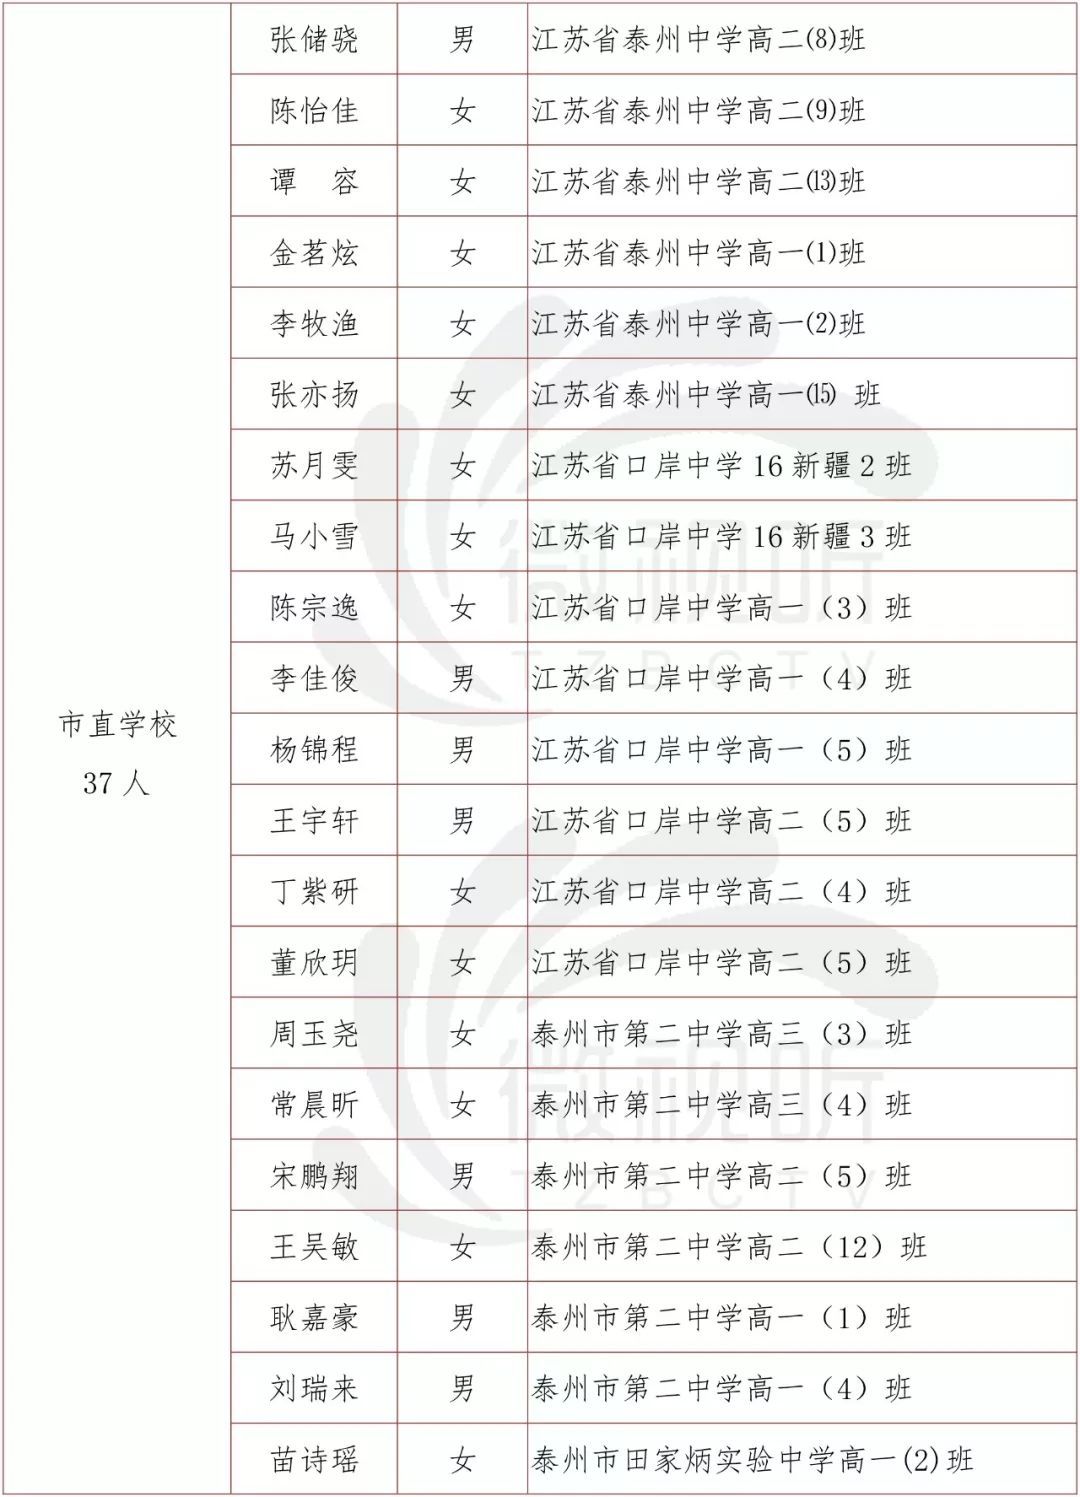 张储骁 男 江苏省泰州中学高二⑻班
陈怡佳 女 江苏省泰州中学高二⑼班
谭　容 女 江苏省泰州中学高二⒀班
金茗炫 女 江苏省泰州中学高一⑴班
李牧渔 女 江苏省泰州中学高一⑵班
张亦扬 女 江苏省泰州中学高一⒂ 班
苏月雯 女 江苏省口岸中学 16 新疆 2 班
马小雪 女 江苏省口岸中学 16 新疆 3 班
陈宗逸 女 江苏省口岸中学高一（3）班
李佳俊 男 江苏省口岸中学高一（4）班
市直学校
37 人
杨锦程 男 江苏省口岸中学高一（5）班
王宇轩 男 江苏省口岸中学高二（5）班
丁紫研 女 江苏省口岸中学高二（4）班
董欣玥 女 江苏省口岸中学高二（5）班
周玉尧 女 泰州市第二中学高三（3）班
常晨昕 女 泰州市第二中学高三（4）班
宋鹏翔 男 泰州市第二中学高二（5）班
王吴敏 女 泰州市第二中学高二（12）班
耿嘉豪 男 泰州市第二中学高一（1）班
刘瑞来 男 泰州市第二中学高一（4）班
苗诗瑶 女 泰州市田家炳实验中学高一(2)班
微视听
TZBCTV
微视听
TZBCTV